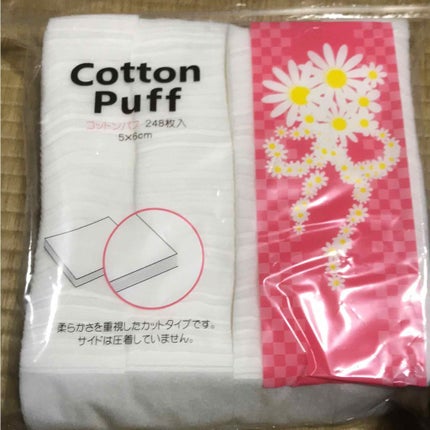 Cotton
Puff
コットンパフ 248枚入
5×6cm
柔らかさを重視したカットタイプです。
サイドは圧着していません。